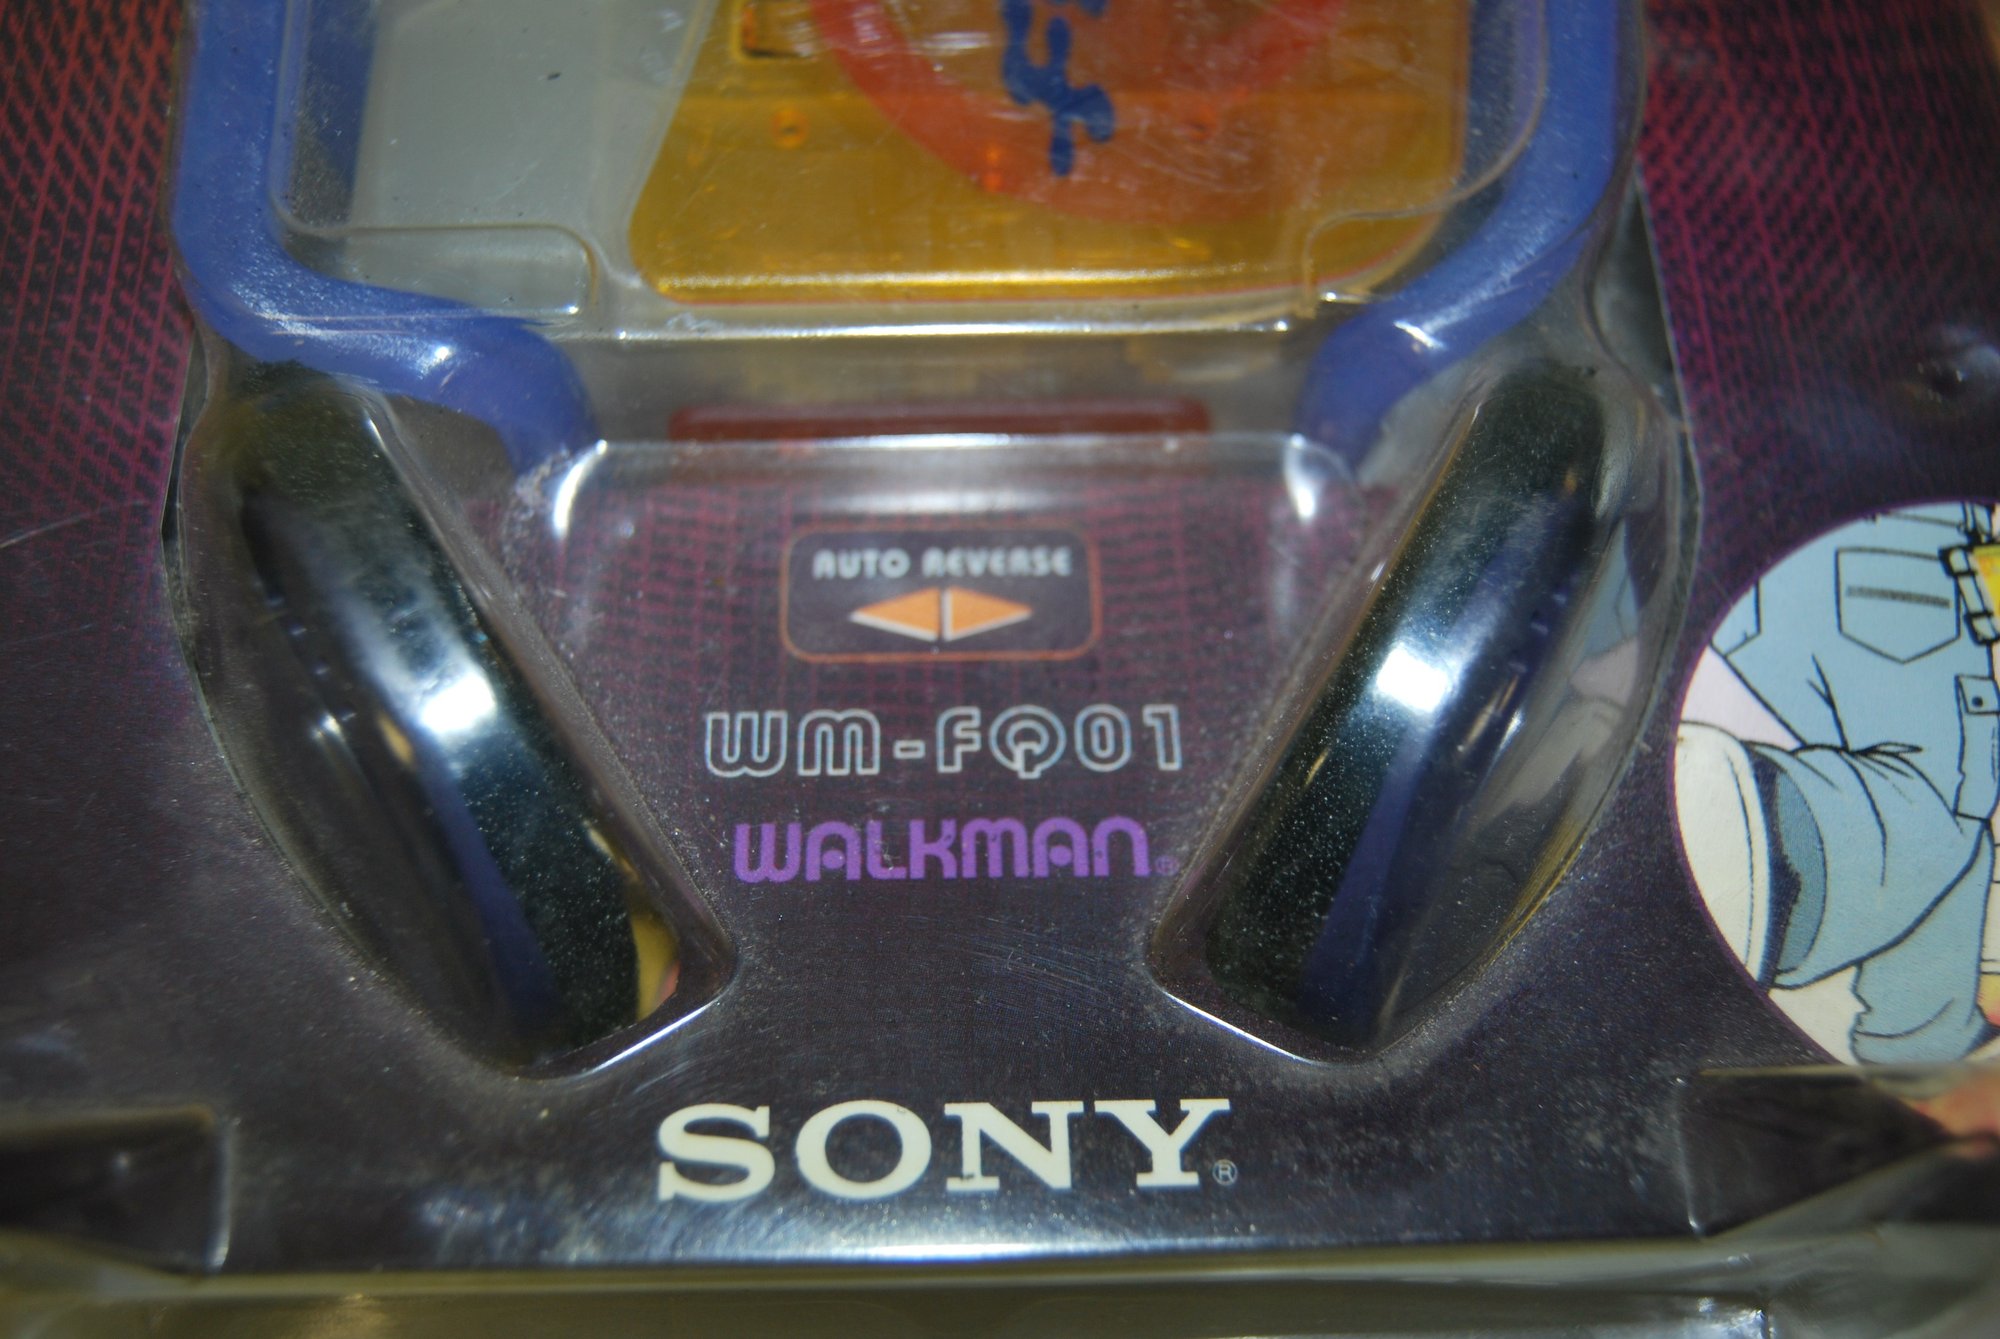 AUTO REVERSE
WM-FQ01
WALKMAN®
SONY®